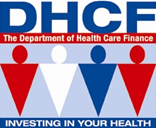 DHCF
The Department of Health Care Finance
INVESTING IN YOUR HEALTH